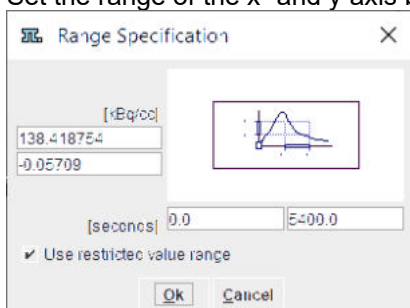 Set the range of the x- and y-axis b
Range Specification
[kBq/cc]
138.418754
-0.05709
[seconds] 0.0 5400.0
Use restricted value range
Ok Cancel